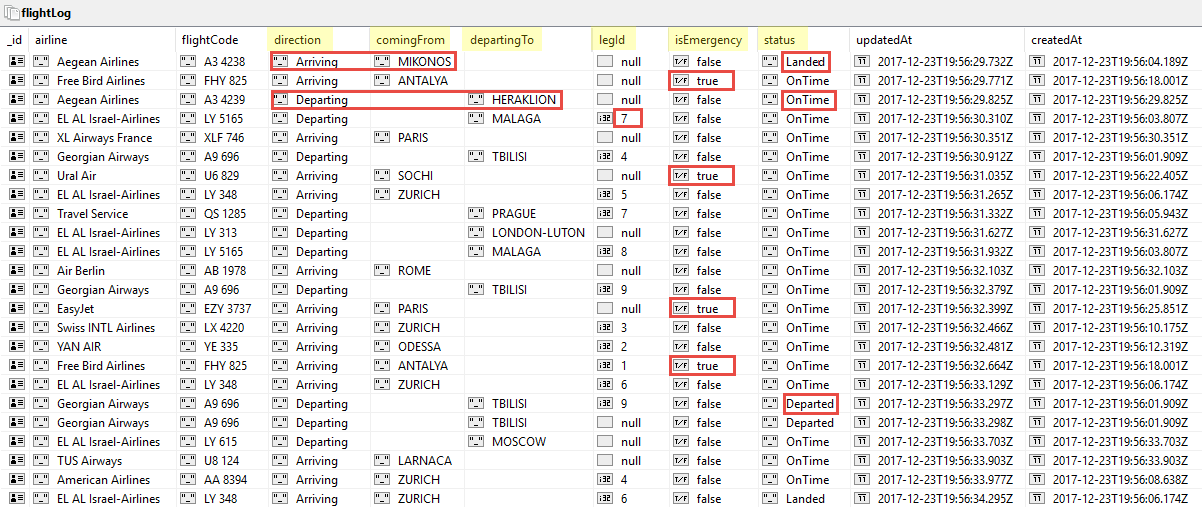 flightLog
_id airline flightCode direction comingFrom departingTo legId isEmergency status updatedAt createdAt
Aegean Airlines A3 4238 Arriving MIKONOS null false Landed 2017-12-23T19:56:29.732Z 2017-12-23T19:56:04.189Z
Free Bird Airlines FHY 825 Arriving ANTALYA null true OnTime 2017-12-23T19:56:29.771Z 2017-12-23T19:56:18.001Z
Aegean Airlines A3 4239 Departing HERAKLION null false OnTime 2017-12-23T19:56:29.825Z 2017-12-23T19:56:29.825Z
EL AL Israel-Airlines LY 5165 Departing MALAGA 7 false OnTime 2017-12-23T19:56:30.310Z 2017-12-23T19:56:03.807Z
XL Airways France XLF 746 Arriving PARIS null false OnTime 2017-12-23T19:56:30.351Z 2017-12-23T19:56:30.351Z
Georgian Airways A9 696 Departing TBILISI 4 false OnTime 2017-12-23T19:56:30.912Z 2017-12-23T19:56:01.909Z
Ural Air U6 829 Arriving SOCHI null true OnTime 2017-12-23T19:56:31.035Z 2017-12-23T19:56:22.405Z
EL AL Israel-Airlines LY 348 Arriving ZURICH 5 false OnTime 2017-12-23T19:56:31.265Z 2017-12-23T19:56:06.174Z
Travel Service QS 1285 Departing PRAGUE 7 false OnTime 2017-12-23T19:56:31.332Z 2017-12-23T19:56:05.943Z
EL AL Israel-Airlines LY 313 Departing LONDON-LUTON null false OnTime 2017-12-23T19:56:31.627Z 2017-12-23T19:56:31.627Z
EL AL Israel-Airlines LY 5165 Departing MALAGA 8 false OnTime 2017-12-23T19:56:31.932Z 2017-12-23T19:56:03.807Z
Air Berlin AB 1978 Arriving ROME null false OnTime 2017-12-23T19:56:32.103Z 2017-12-23T19:56:32.103Z
Georgian Airways A9 696 Departing TBILISI 9 false OnTime 2017-12-23T19:56:32.379Z 2017-12-23T19:56:01.909Z
EasyJet EZY 3737 Arriving PARIS null true OnTime 2017-12-23T19:56:32.399Z 2017-12-23T19:56:25.851Z
Swiss INTL Airlines LX 4220 Arriving ZURICH 3 false OnTime 2017-12-23T19:56:32.466Z 2017-12-23T19:56:10.175Z
YAN AIR YE 335 Arriving ODESSA 2 false OnTime 2017-12-23T19:56:32.481Z 2017-12-23T19:56:12.319Z
Free Bird Airlines FHY 825 Arriving ANTALYA 1 true OnTime 2017-12-23T19:56:32.664Z 2017-12-23T19:56:18.001Z
EL AL Israel-Airlines LY 348 Arriving ZURICH 6 false OnTime 2017-12-23T19:56:33.129Z 2017-12-23T19:56:06.174Z
Georgian Airways A9 696 Departing TBILISI 9 false Departed 2017-12-23T19:56:33.297Z 2017-12-23T19:56:01.909Z
Georgian Airways A9 696 Departing TBILISI null false Departed 2017-12-23T19:56:33.298Z 2017-12-23T19:56:01.909Z
EL AL Israel-Airlines LY 615 Departing MOSCOW null false OnTime 2017-12-23T19:56:33.703Z 2017-12-23T19:56:33.703Z
TUS Airways U8 124 Arriving LARNACA null false OnTime 2017-12-23T19:56:33.903Z 2017-12-23T19:56:33.903Z
American Airlines AA 8394 Arriving ZURICH 4 false OnTime 2017-12-23T19:56:33.977Z 2017-12-23T19:56:08.638Z
EL AL Israel-Airlines LY 348 Arriving ZURICH 6 false Landed 2017-12-23T19:56:34.295Z 2017-12-23T19:56:06.174Z